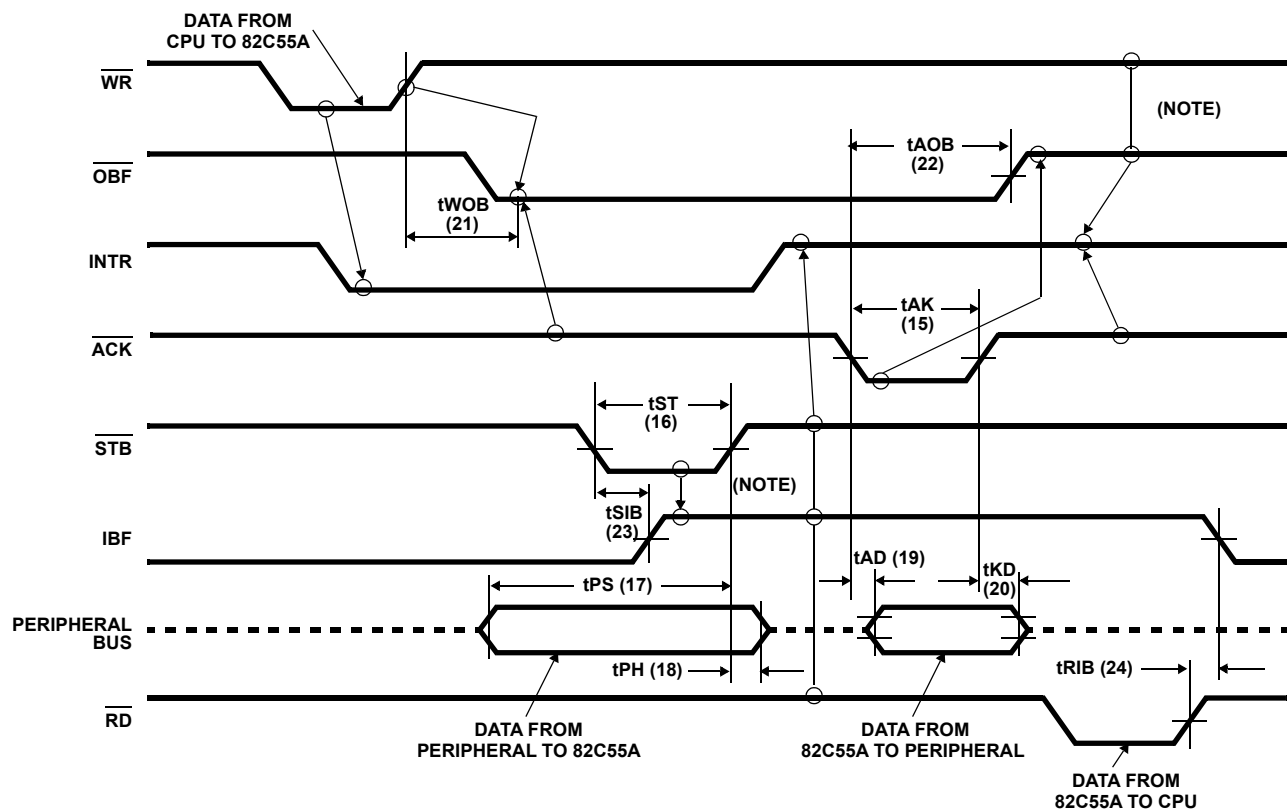 DATA FROM
CPU TO 82C55A
WR
(NOTE)
tAOB
(22)
OBF
tWOB
(21)
INTR
tAK
(15)
ACK
tST
(16)
STB
(NOTE)
tSIB
(23)
IBF
tAD (19)
tKD
(20)
tPS (17)
PERIPHERAL
BUS
tPH (18)
tRIB (24)
RD
DATA FROM
PERIPHERAL TO 82C55A
DATA FROM
82C55A TO PERIPHERAL
DATA FROM
82C55A TO CPU